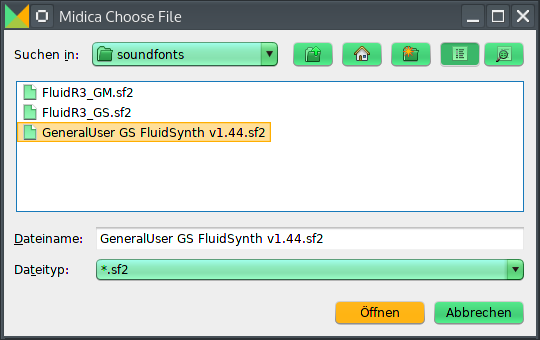 Midica Choose File
Suchen in: soundfonts
FluidR3_GM.sf2
FluidR3_GS.sf2
GeneralUser GS FluidSynth v1.44.sf2
Dateiname: GeneralUser GS FluidSynth v1.44.sf2
Dateityp: *.sf2
Öffnen Abbrechen